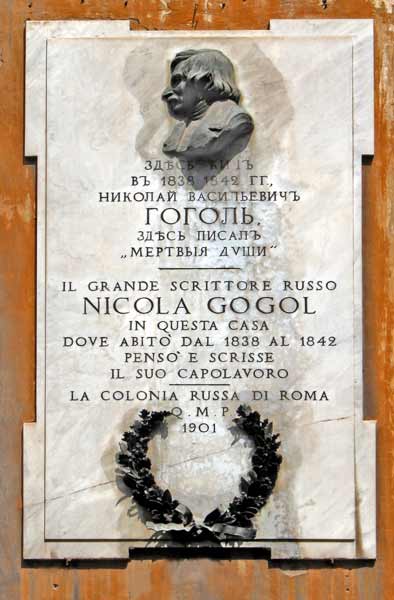 ЗДѢСЬ ЖИЛЪ
ВЪ 1838 1842 ГГ.,
НИКОЛАЙ ВАСИЛЬЕВИЧЪ
ГОГОЛЬ.
ЗДѢСЬ ПИСАЛЪ
„МЕРТВЫЯ ДУШИ“
IL GRANDE SCRITTORE RUSSO
NICOLA GOGOL
IN QUESTA CASA
DOVE ABITÒ DAL 1838 AL 1842
PENSÒ E SCRISSE
IL SUO CAPOLAVORO
LA COLONIA RUSSA DI ROMA
Q.M.P.
1901